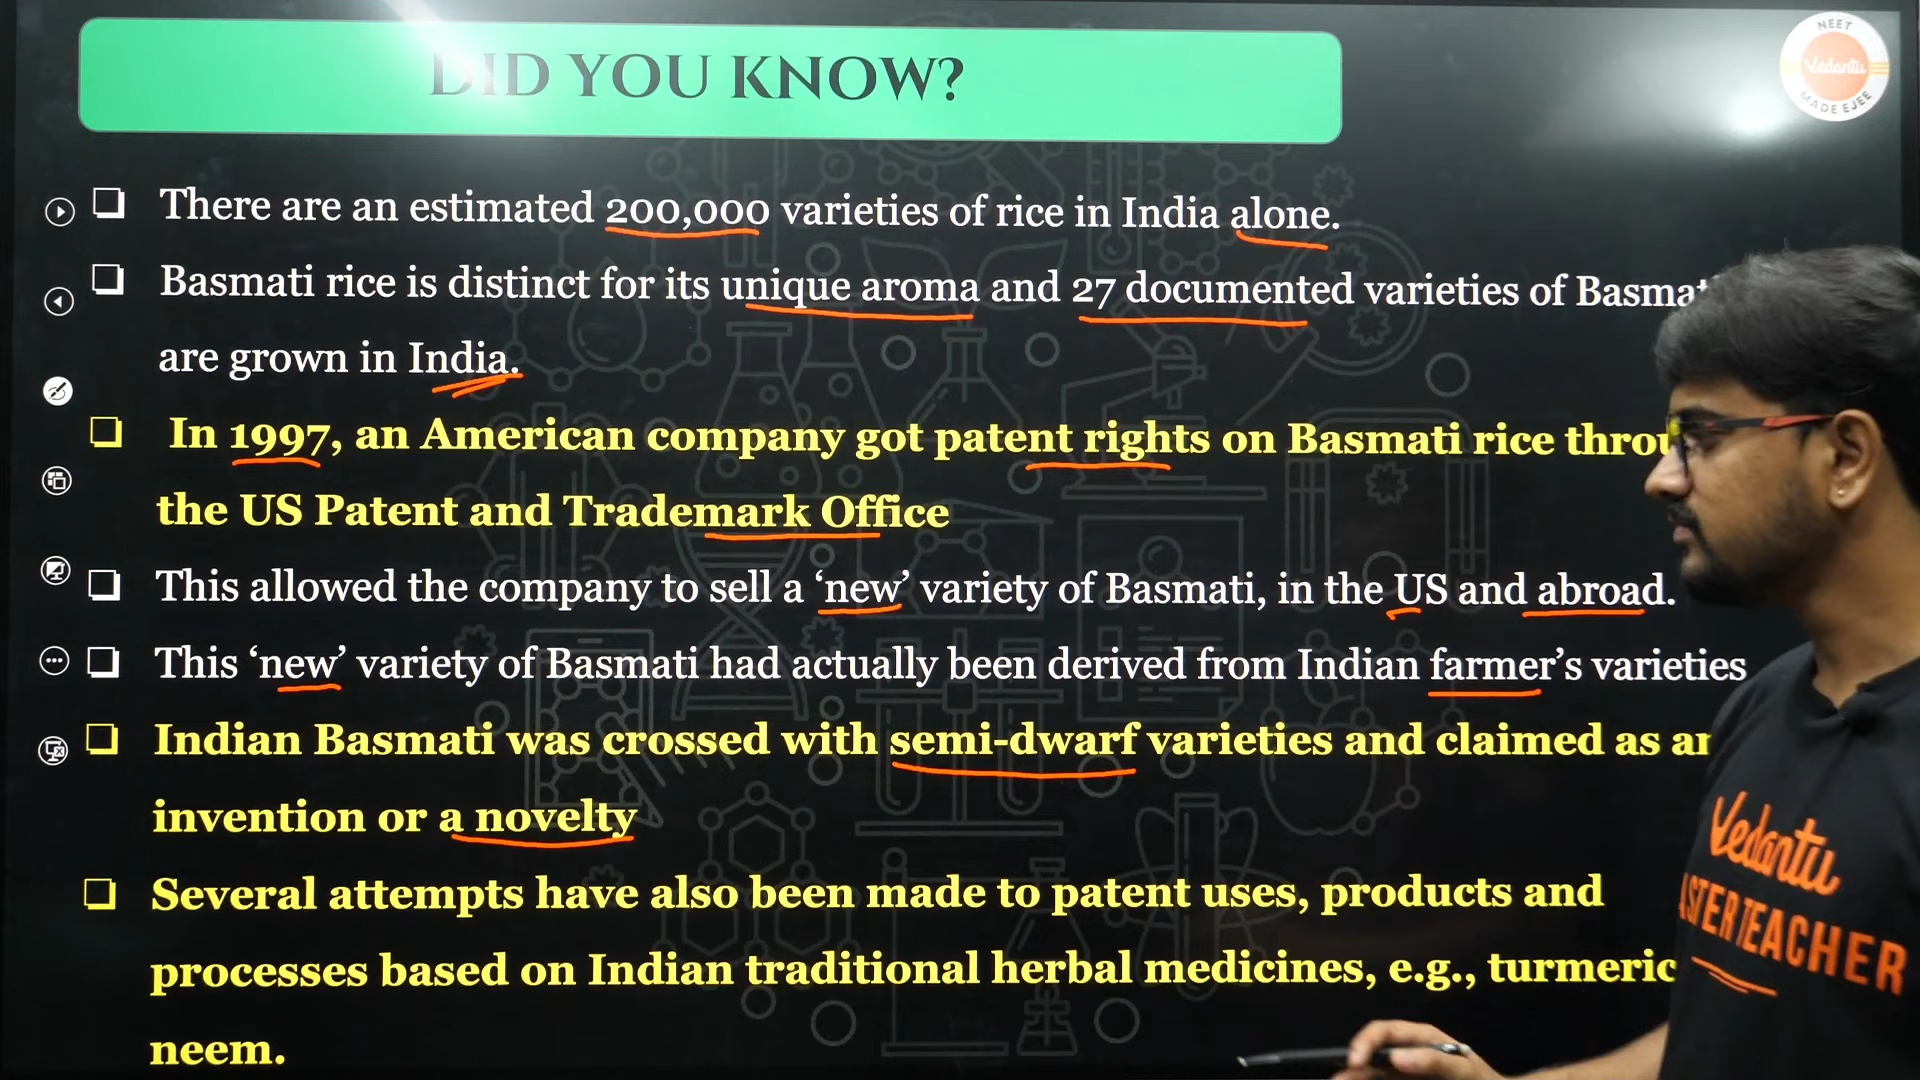 DID YOU KNOW?
NEET
Vedantu
MADE EJEE
There are an estimated 200,000 varieties of rice in India alone.
Basmati rice is distinct for its unique aroma and 27 documented varieties of Basmati
are grown in India.
In 1997, an American company got patent rights on Basmati rice
the US Patent and Trademark Office
This allowed the company to sell a ‘new’ variety of Basmati, in the US and abroad.
This ‘new’ variety of Basmati had actually been derived from Indian farmer’s varieties
Indian Basmati was crossed with semi-dwarf varieties and claimed as
invention or a novelty
Several attempts have also been made to patent uses, products and
processes based on Indian traditional herbal medicines, e.g., turmeric
neem.
Vedantu
TEACHER